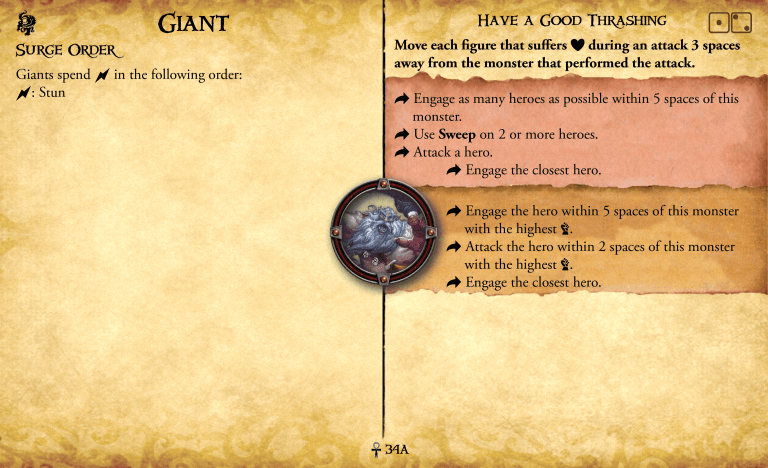 Giant
Surge Order
Giants spend in the following order:
: Stun
Have a Good Thrashing
Move each figure that suffers during an attack 3 spaces
away from the monster that performed the attack.
Engage as many heroes as possible within 5 spaces of this
monster.
Use Sweep on 2 or more heroes.
Attack a hero.
Engage the closest hero.
Engage the hero within 5 spaces of this monster
with the highest .
Attack the hero within 2 spaces of this monster
with the highest .
Engage the closest hero.
34A